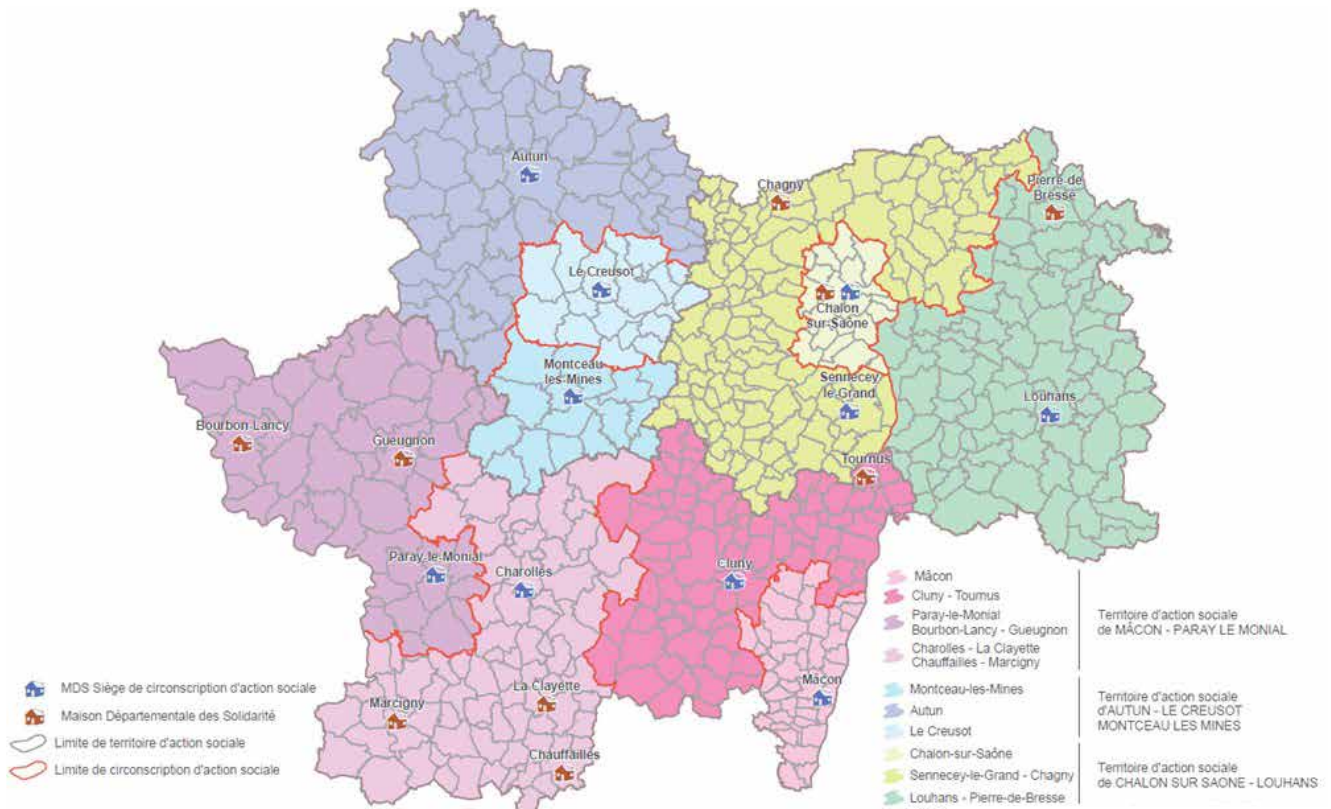 Autun
Chagny
Pierre-de
Bresse
Le Creusot
Chalon
sur-Saône
Montceau
les-Mines
Sennecey
le-Grand
Louhans
Bourbon-Lancy
Gueugnon
Tournus
Paray-le-Monial
Charolles
Cluny
La Clayette
Marcigny
Mâcon
Chauffailles
MDS Siège de circonscription d'action sociale
Maison Départementale des Solidarité
Limite de territoire d'action sociale
Limite de circonscription d'action sociale
Mâcon
Cluny - Tournus
Paray-le-Monial
Bourbon-Lancy - Gueugnon
Charolles - La Clayette
Chauffailles - Marcigny
Territoire d'action sociale
de MÂCON - PARAY LE MONIAL
Montceau-les-Mines
Autun
Le Creusot
Territoire d'action sociale
d'AUTUN - LE CREUSOT
MONTCEAU LES MINES
Chalon-sur-Saône
Sennecey-le-Grand - Chagny
Louhans - Pierre-de-Bresse
Territoire d'action sociale
de CHALON SUR SAONE - LOUHANS